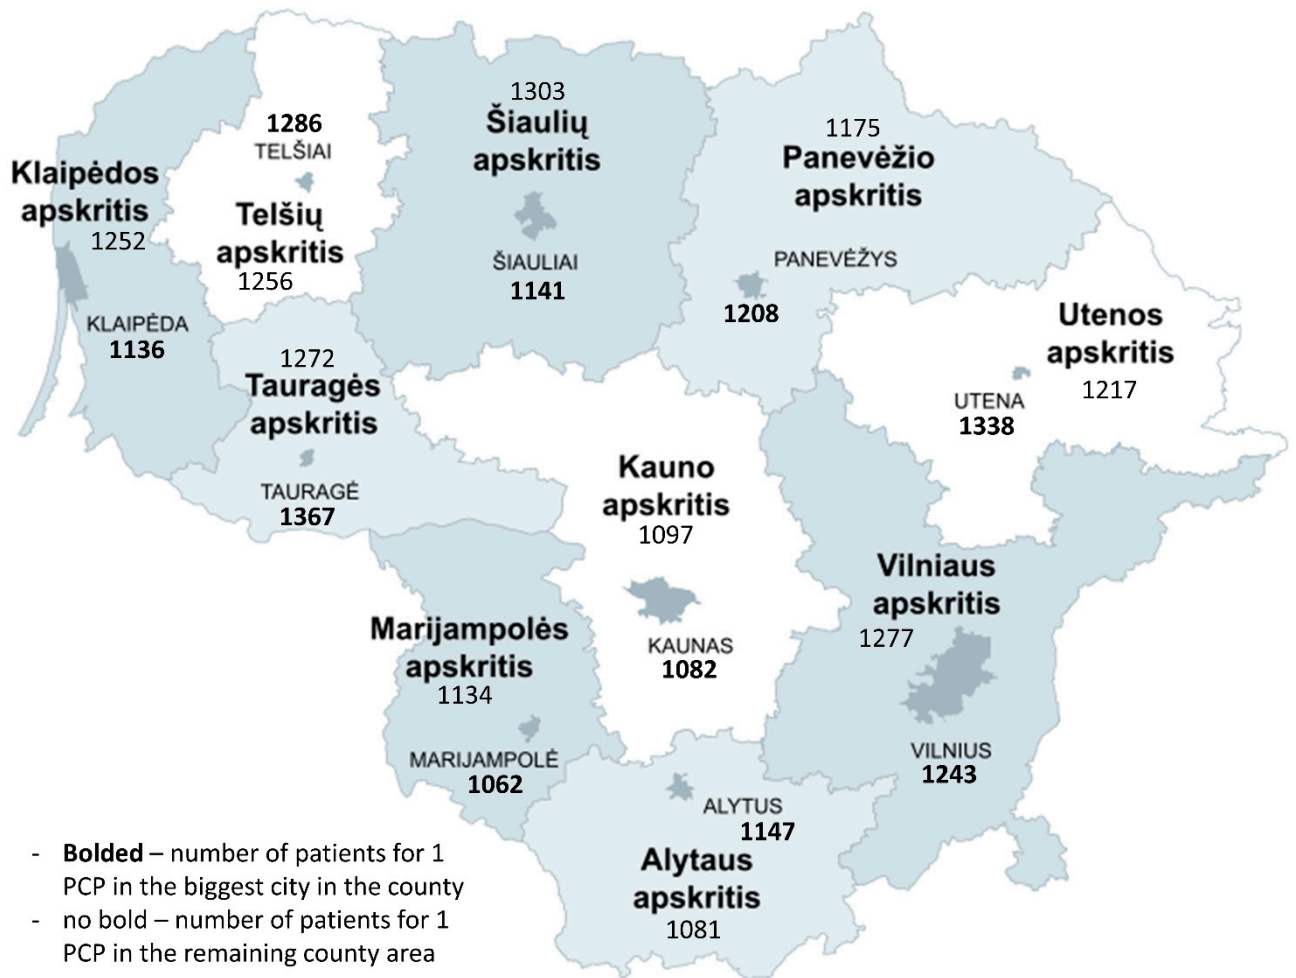 1303
Šiaulių
apskritis
ŠIAULIAI
1141
1286
TELŠIAI
Telšių
apskritis
1256
1175
Panevėžio
apskritis
PANEVĖŽYS
1208
Klaipėdos
apskritis
1252
KLAIPĖDA
1136
Utenos
apskritis
1217
UTENA
1338
1272
Tauragės
apskritis
TAURAGĖ
1367
Kauno
apskritis
1097
KAUNAS
1082
Vilniaus
apskritis
1277
VILNIUS
1243
Marijampolės
apskritis
1134
MARIJAMPOLĖ
1062
ALYTUS
1147
Alytaus
apskritis
1081
- Bolded – number of patients for 1
PCP in the biggest city in the county
- no bold – number of patients for 1
PCP in the remaining county area